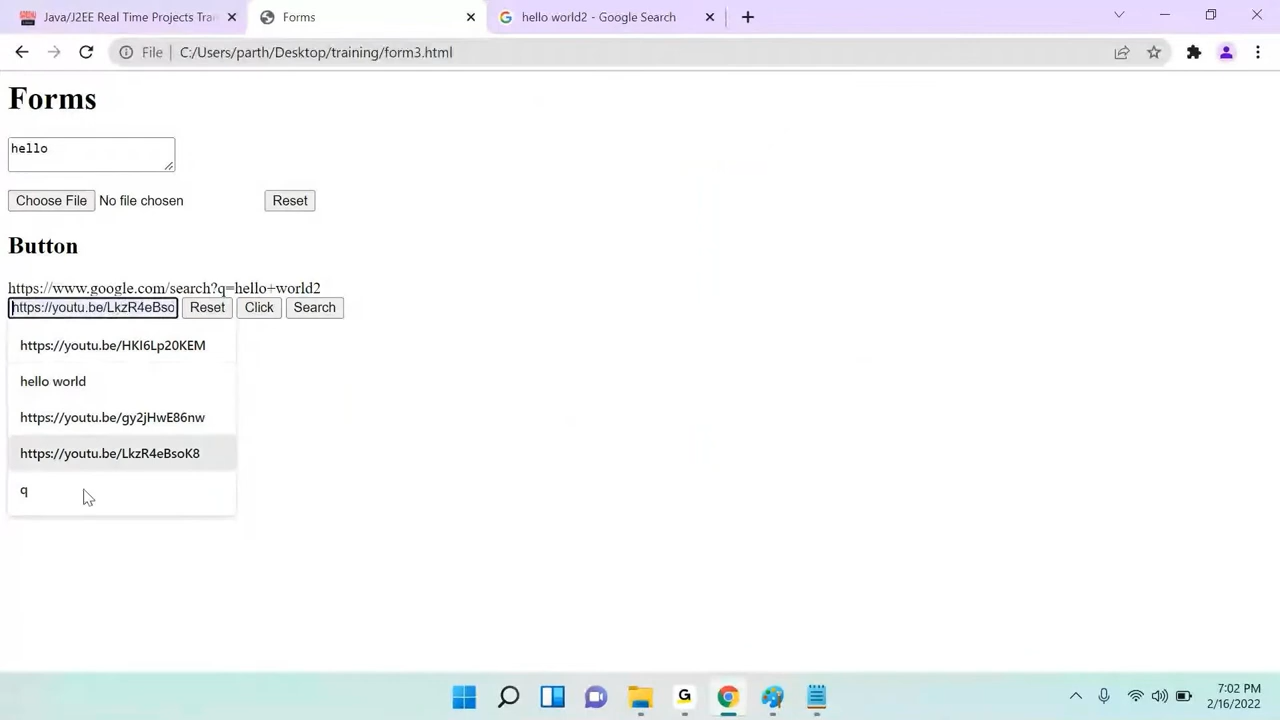 Java/J2EE Real Time Projects Tra
Forms
hello world2 - Google Search
File
C:/Users/parth/Desktop/training/form3.html
Forms
hello
Choose File No file chosen
Reset
Button
https://www.google.com/search?q=hello+world2
https://youtu.be/LkzR4eBso
Reset
Click
Search
https://youtu.be/HKI6Lp20KEM
hello world
https://youtu.be/gy2jHwE86nw
https://youtu.be/LkzR4eBsoK8
q
G
7:02 PM
2/16/2022